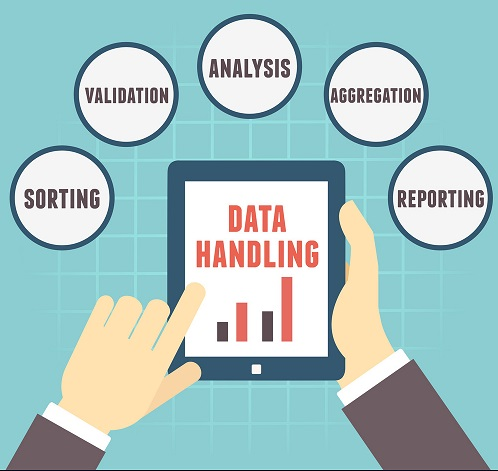 SORTING
VALIDATION
ANALYSIS
AGGREGATION
REPORTING
DATA
HANDLING